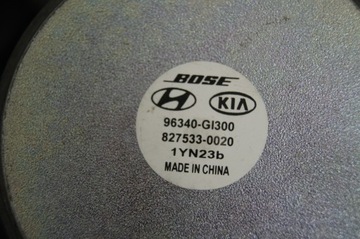 BOSE
KIA
96340-GI300
827533-0020
1YN23b
MADE IN CHINA